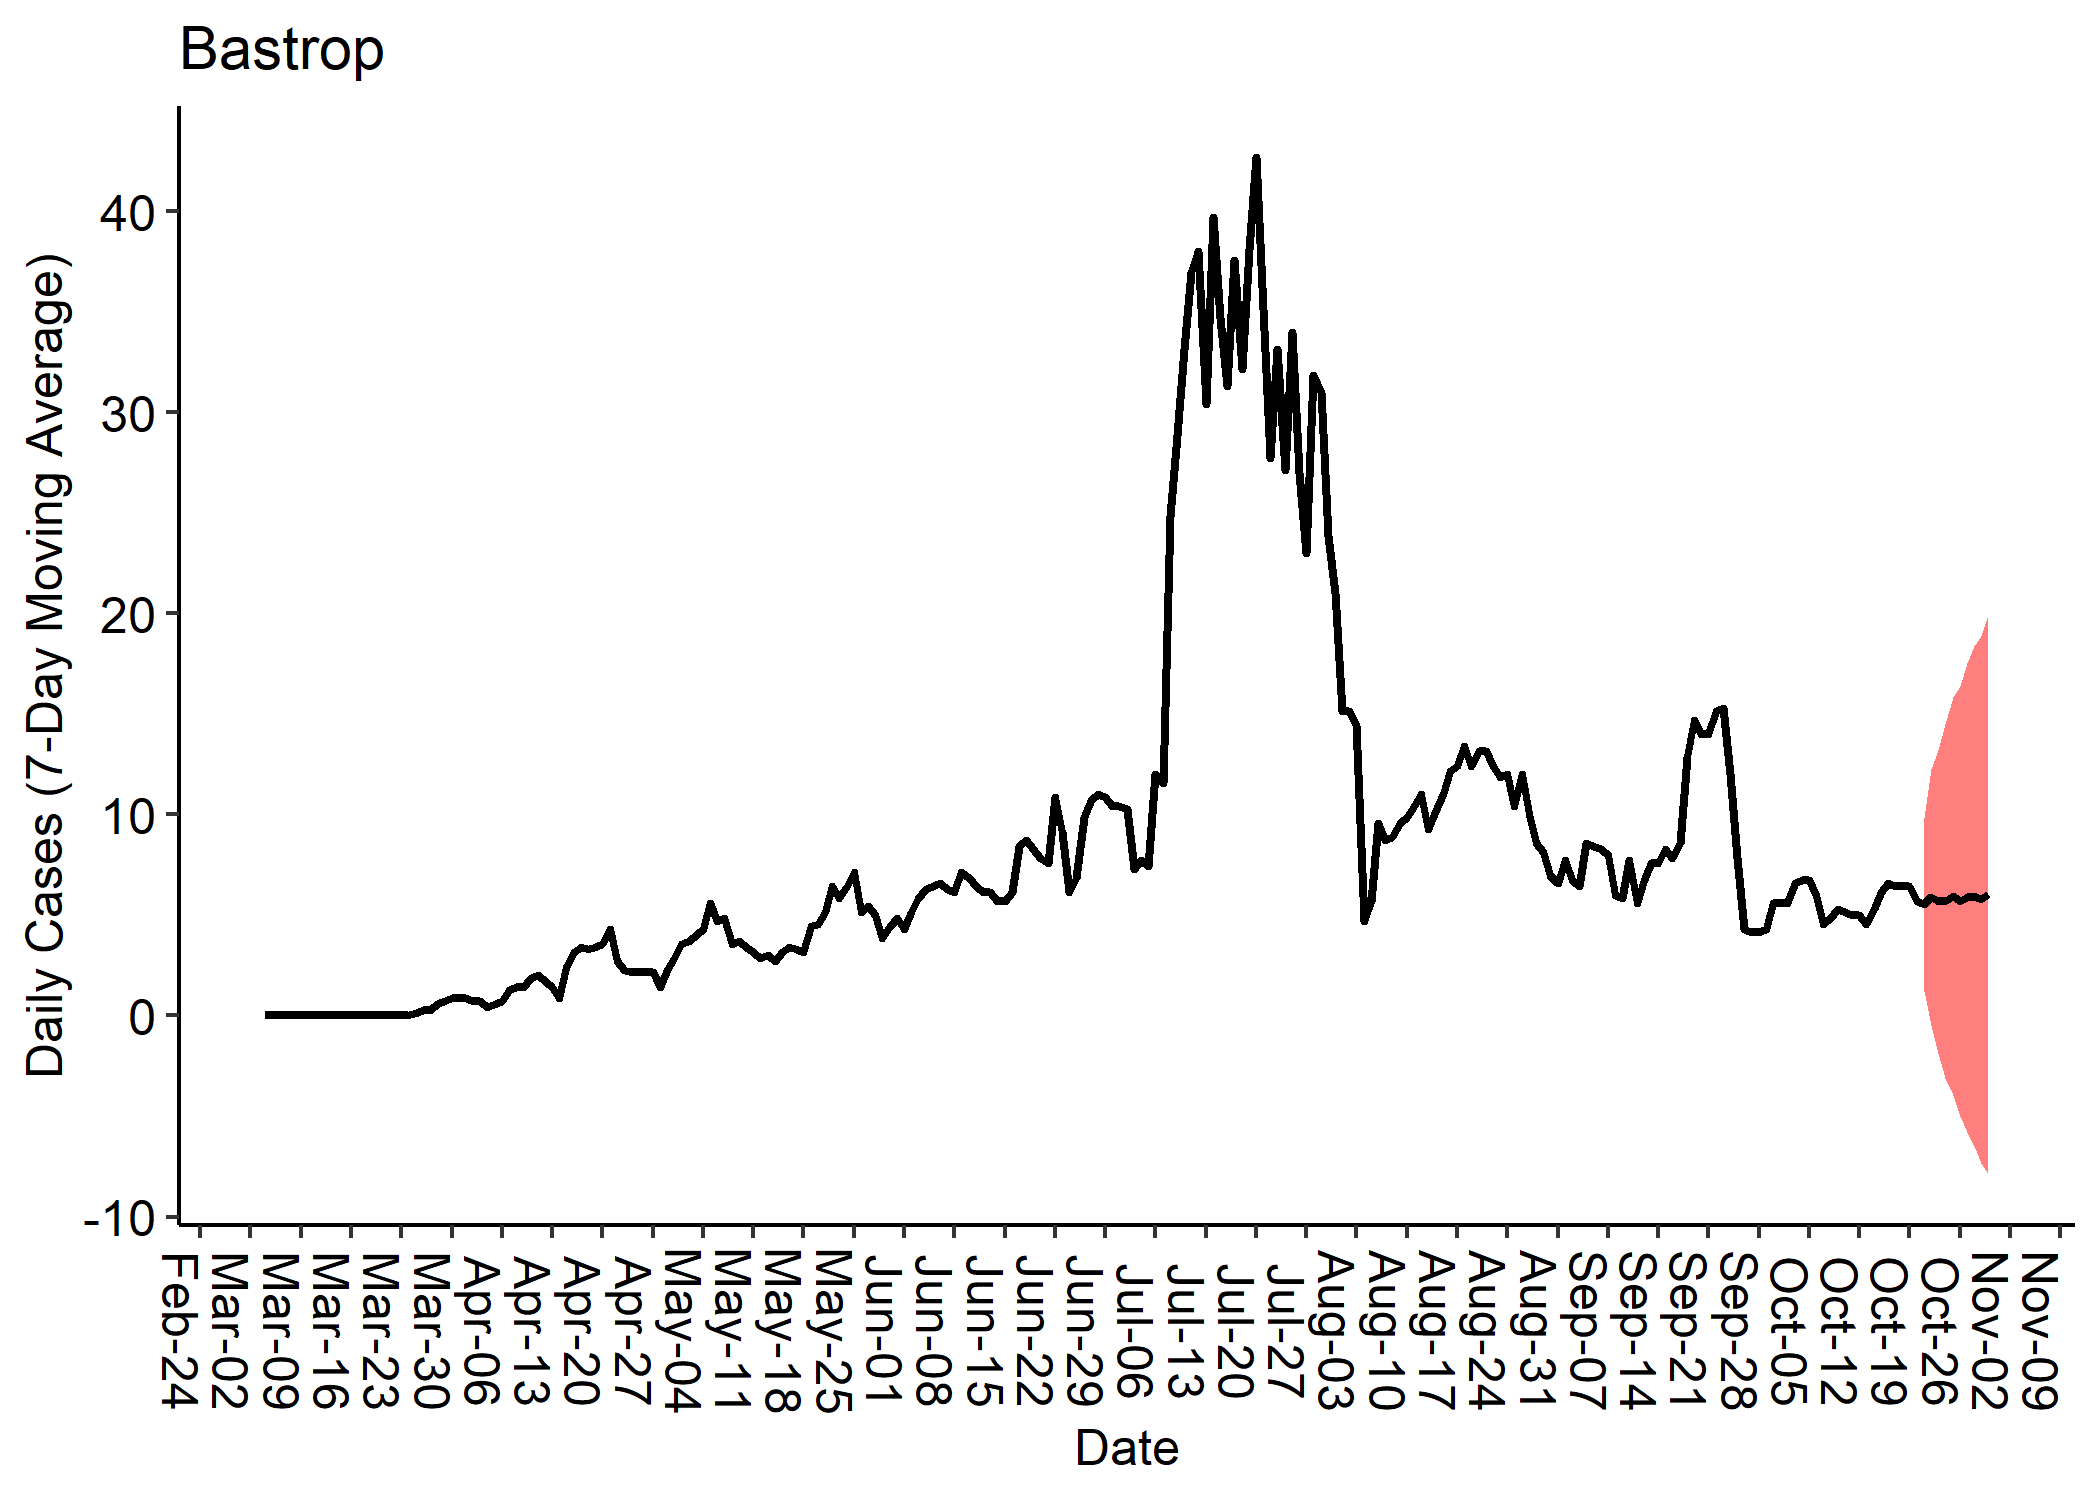 Bastrop
Daily Cases (7-Day Moving Average)
40
30
20
10
0
-10
Feb-24
Mar-02
Mar-09
Mar-16
Mar-23
Mar-30
Apr-06
Apr-13
Apr-20
Apr-27
May-04
May-11
May-18
May-25
Jun-01
Jun-08
Jun-15
Jun-22
Jun-29
Jul-06
Jul-13
Jul-20
Jul-27
Aug-03
Aug-10
Aug-17
Aug-24
Aug-31
Sep-07
Sep-14
Sep-21
Sep-28
Oct-05
Oct-12
Oct-19
Oct-26
Nov-02
Nov-09
Date